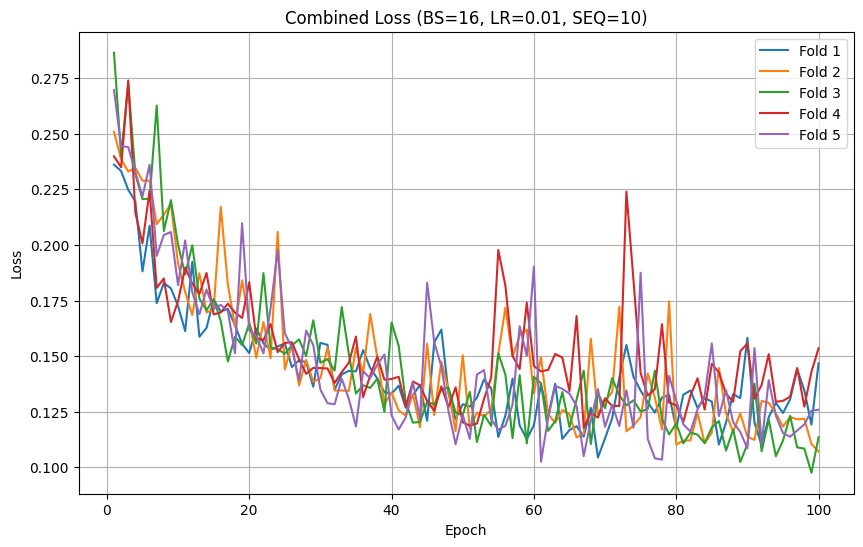 Combined Loss (BS=16, LR=0.01, SEQ=10)
Fold 1
Fold 2
Fold 3
Fold 4
Fold 5
0.275
0.250
0.225
0.200
0.175
0.150
0.125
0.100
Loss
0 20 40 60 80 100
Epoch